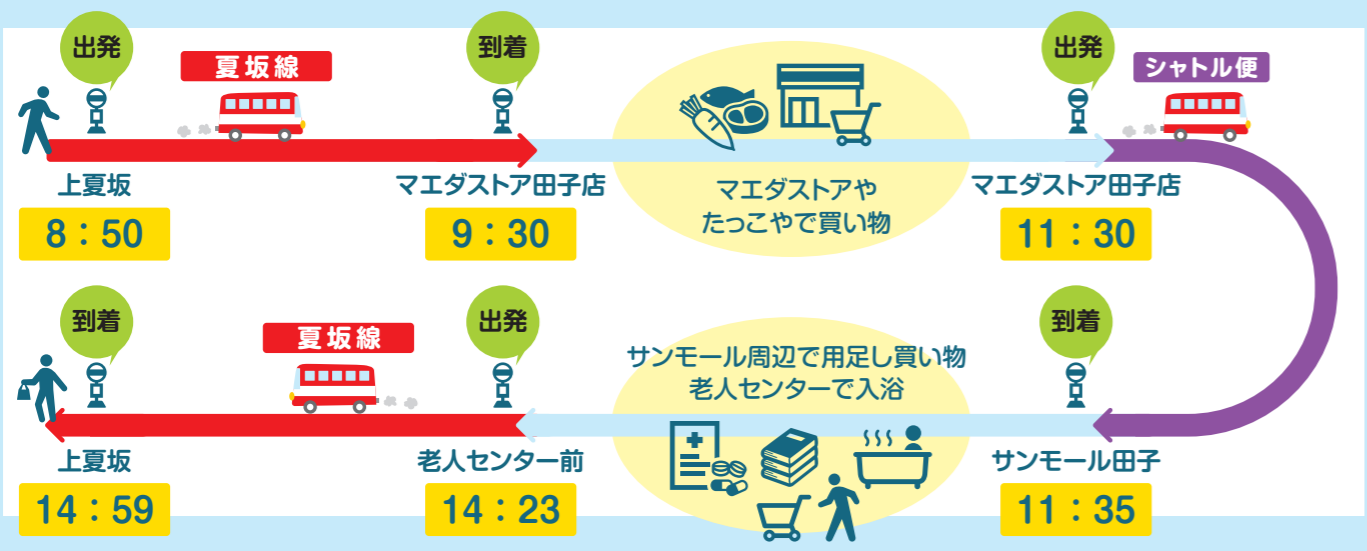 出発
夏坂線
到着
出発
シャトル便
上夏坂
マエダストア田子店
マエダストアや
たっこやで買い物
マエダストア田子店
8：50
9：30
11：30
到着
夏坂線
出発
サンモール周辺で用足し買い物
老人センターで入浴
到着
上夏坂
老人センター前
サンモール田子
14：59
14：23
11：35